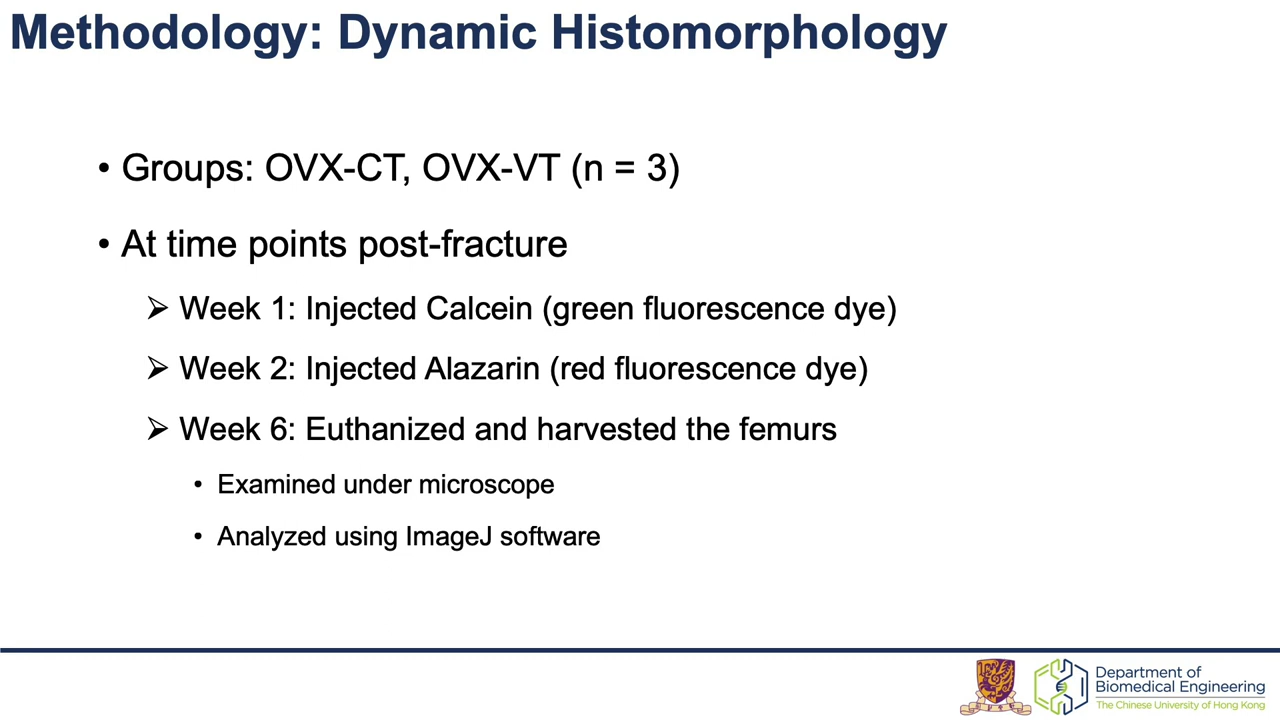 Methodology: Dynamic Histomorphology
• Groups: OVX-CT, OVX-VT (n = 3)
• At time points post-fracture
➢ Week 1: Injected Calcein (green fluorescence dye)
➢ Week 2: Injected Alazarin (red fluorescence dye)
➢ Week 6: Euthanized and harvested the femurs
• Examined under microscope
• Analyzed using ImageJ software
Department of
Biomedical Engineering
The Chinese University of Hong Kong